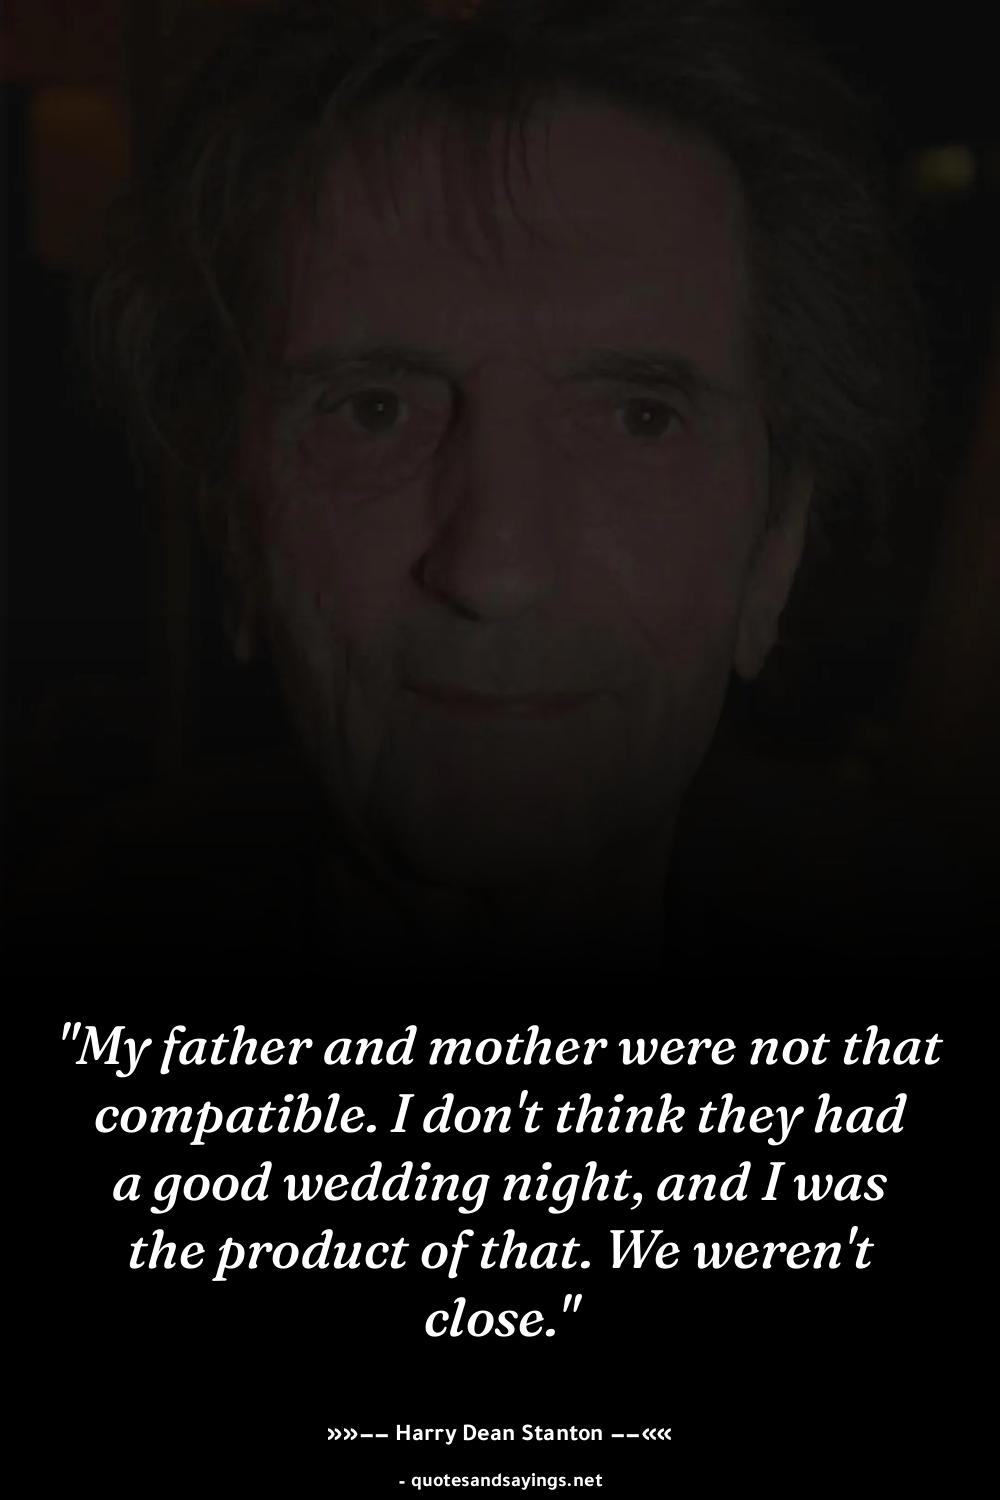 "My father and mother were not that
compatible. I don't think they had
a good wedding night, and I was
the product of that. We weren't
close."
»»−− Harry Dean Stanton −−««
- quotesandsayings.net